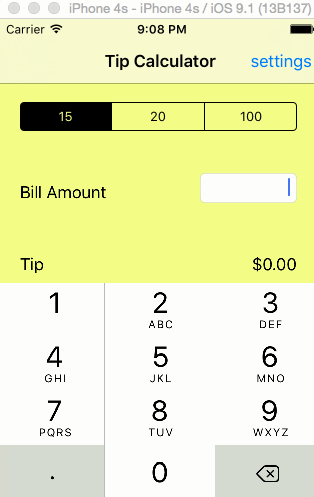 iPhone 4s - iPhone 4s / iOS 9.1 (13B137)
Carrier 9:08 PM
Tip Calculator settings
15 20 100
Bill Amount
Tip $0.00
1 2 3
ABC DEF
4 5 6
GHI JKL MNO
7 8 9
PQRS TUV WXYZ
. 0